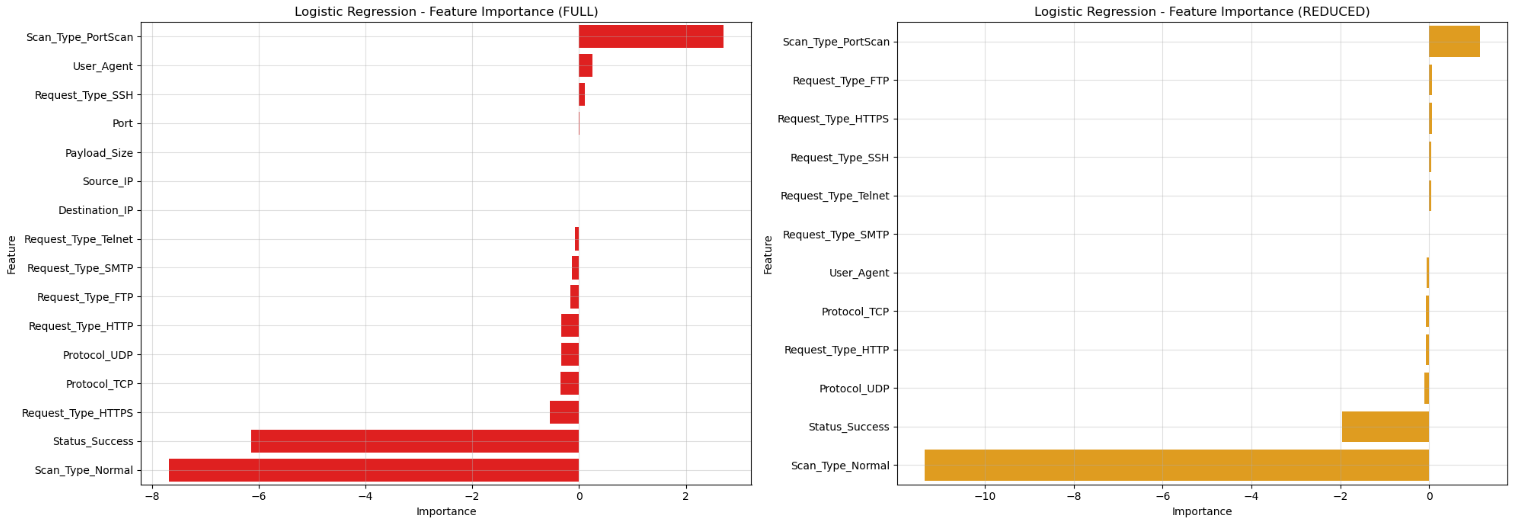 Logistic Regression - Feature Importance (FULL)
Scan_Type_PortScan
User_Agent
Request_Type_SSH
Port
Payload_Size
Source_IP
Destination_IP
Request_Type_Telnet
Request_Type_SMTP
Request_Type_FTP
Request_Type_HTTP
Protocol_UDP
Protocol_TCP
Request_Type_HTTPS
Status_Success
Scan_Type_Normal
Feature
−8 −6 −4 −2 0 2
Importance
Logistic Regression - Feature Importance (REDUCED)
Scan_Type_PortScan
Request_Type_FTP
Request_Type_HTTPS
Request_Type_SSH
Request_Type_Telnet
Request_Type_SMTP
User_Agent
Protocol_TCP
Request_Type_HTTP
Protocol_UDP
Status_Success
Scan_Type_Normal
Feature
−10 −8 −6 −4 −2 0
Importance